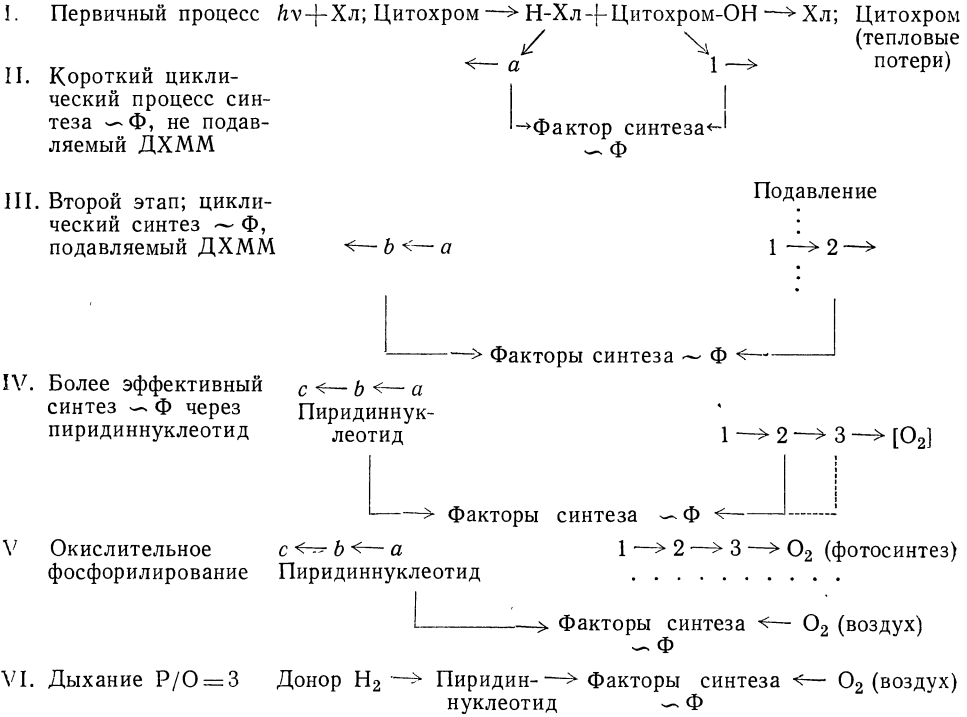 I. Первичный процесс hν+Хл; Цитохром → Н-Хл-+Цитохром-ОН → Хл; Цитохром
(тепловые
потери)
← a 1 →
II. Короткий цикли-
ческий процесс син-
теза ~ Ф, не подав-
ляемый ДХММ
→Фактор синтеза←
~ Ф
III. Второй этап; цикли-
ческий синтез ~ Ф,
подавляемый ДХММ
Подавление
← b ← a 1 → 2 →
→ Факторы синтеза ~ Ф ←
IV. Более эффективный
синтез ~ Ф через
пиридиннуклеотид
c ← b ← a
Пиридиннук-
леотид
1 → 2 → 3 → [O₂]
→ Факторы синтеза ~ Ф ←
V Окислительное
фосфорилирование
c ← b ← a
Пиридиннуклеотид
1 → 2 → 3 → O₂ (фотосинтез)
. . . . . . . . . .
→ Факторы синтеза ← O₂ (воздух)
~ Ф
VI. Дыхание Р/О=3 Донор H₂ → Пиридин- → Факторы синтеза ← O₂ (воздух)
нуклеотид ~ Ф